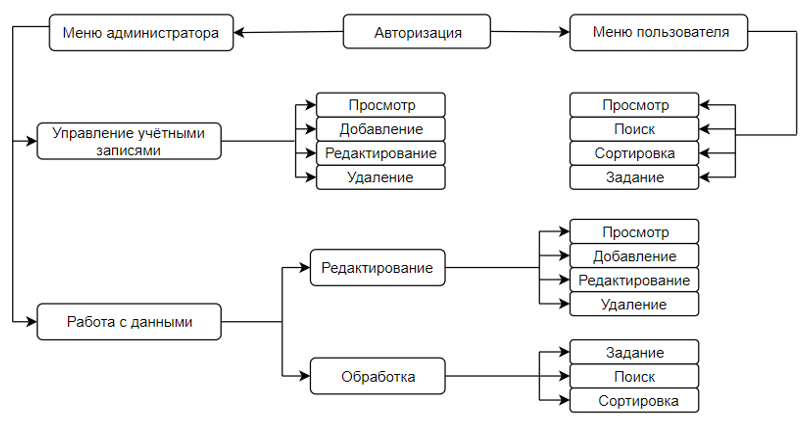 Меню администратора
Авторизация
Меню пользователя
Управление учётными
записями
Просмотр
Добавление
Редактирование
Удаление
Просмотр
Поиск
Сортировка
Задание
Работа с данными
Редактирование
Просмотр
Добавление
Редактирование
Удаление
Обработка
Задание
Поиск
Сортировка